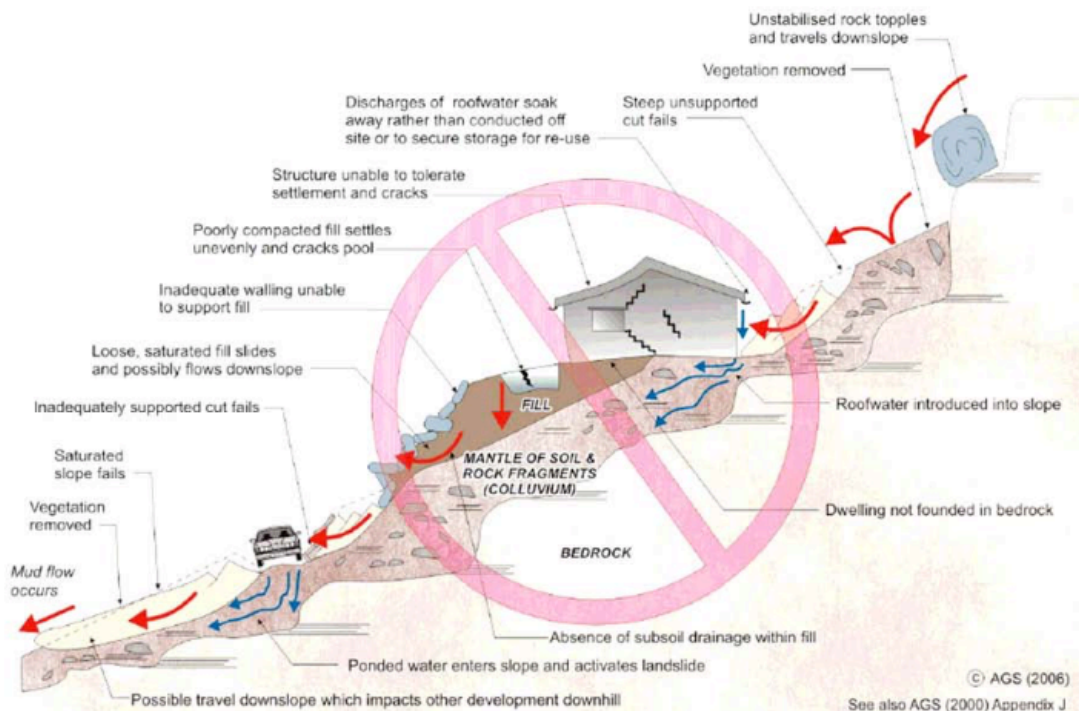 Unstabilised rock topples
and travels downslope
Vegetation removed
Discharges of roofwater soak
away rather than conducted off
site or to secure storage for re-use
Steep unsupported
cut fails
Structure unable to tolerate
settlement and cracks
Poorly compacted fill settles
unevenly and cracks pool
Inadequate walling unable
to support fill
Loose, saturated fill slides
and possibly flows downslope
Inadequately supported cut fails
Saturated
slope fails
Vegetation
removed
Mud flow
occurs
FILL
MANTLE OF SOIL &
ROCK FRAGMENTS
(COLLUVIUM)
BEDROCK
Roofwater introduced into slope
Dwelling not founded in bedrock
Absence of subsoil drainage within fill
Ponded water enters slope and activates landslide
Possible travel downslope which impacts other development downhill
© AGS (2006)
See also AGS (2000) Appendix J